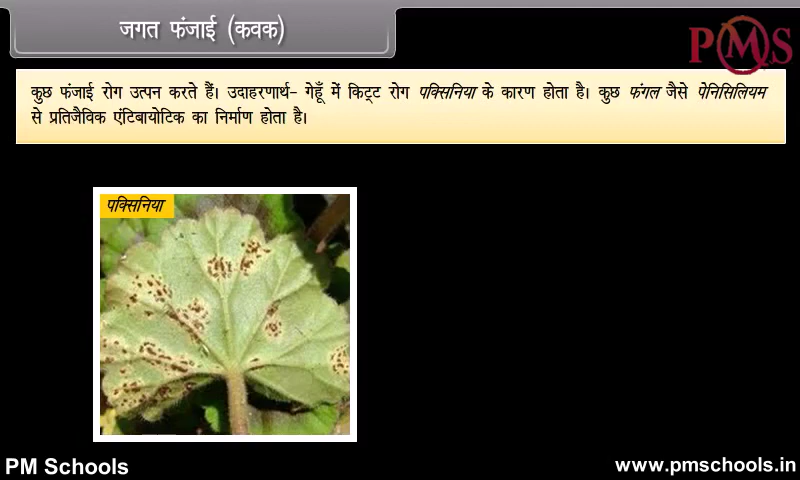 जगत फंजाई (कवक)
PMS
कुछ फंजाई रोग उत्पन करते हैं। उदाहरणार्थ- गेहूँ में किट्ट रोग पक्सिनिया के कारण होता है। कुछ फंगल जैसे पेनिसिलियम
से प्रतिजैविक एंटिबायोटिक का निर्माण होता है।
पक्सिनिया
PM Schools
www.pmschools.in